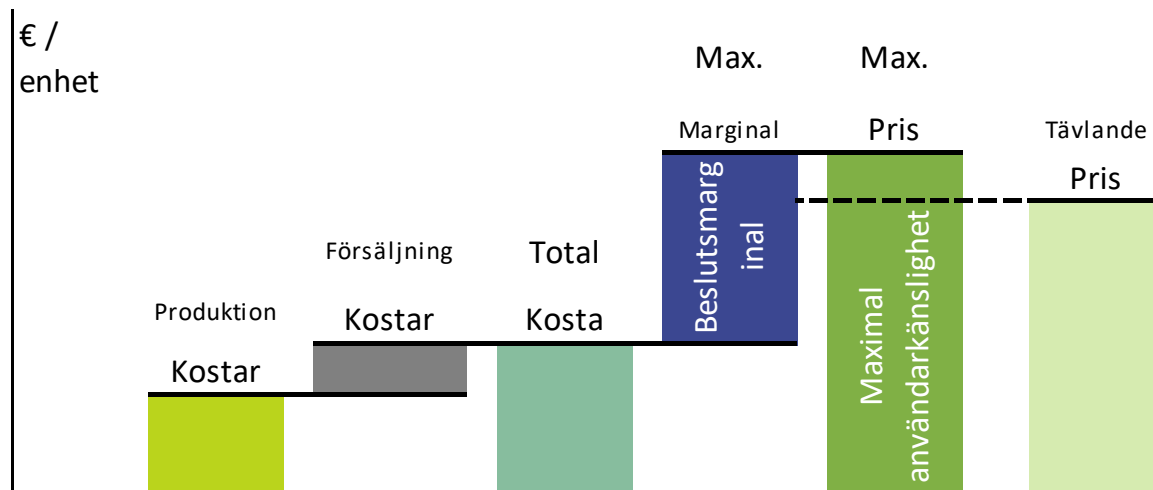 € /
enhet
Produktion
Kostar
Försäljning
Kostar
Total
Kosta
Max.
Marginal
Beslutsmarg
inal
Max.
Pris
Maximal
användarkänslighet
Tävlande
Pris